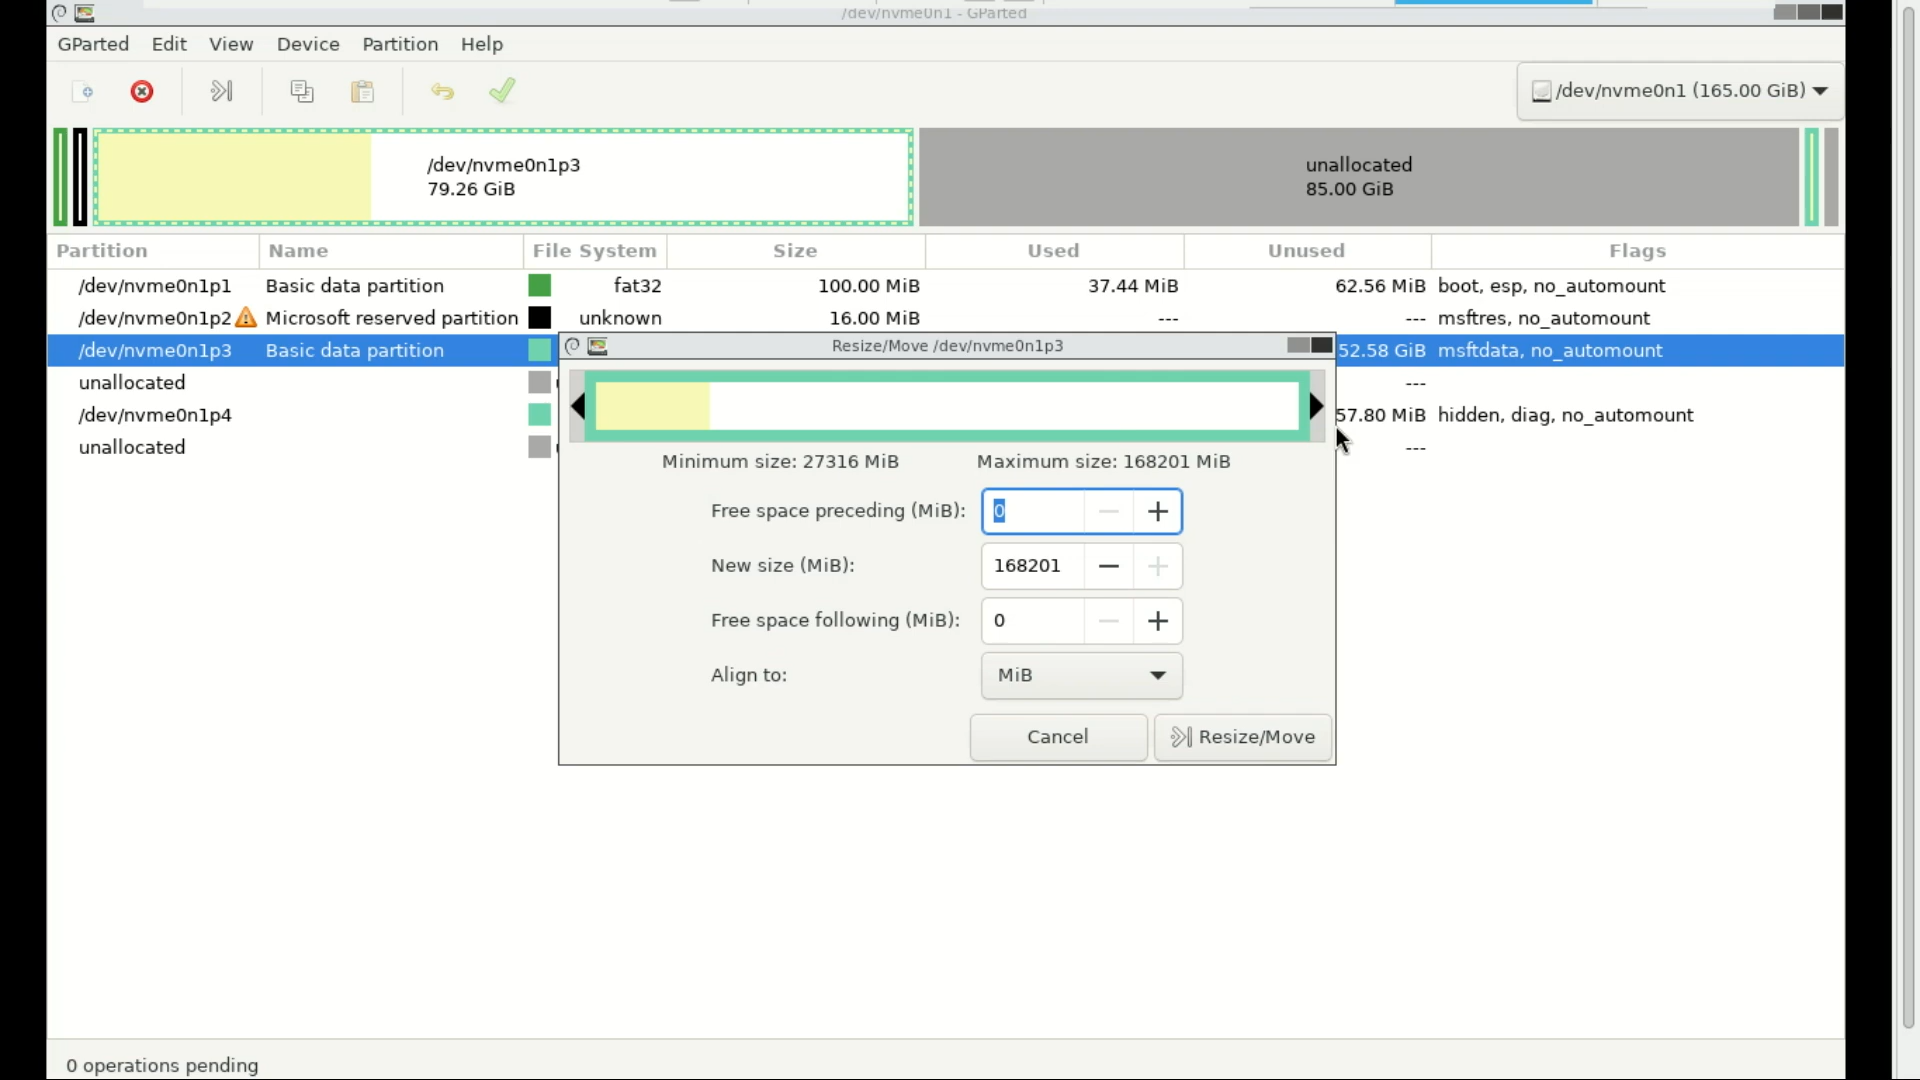 /dev/nvme0n1 - GParted
GParted Edit View Device Partition Help
/dev/nvme0n1 (165.00 GiB)
/dev/nvme0n1p3
79.26 GiB
unallocated
85.00 GiB
Partition Name File System Size Used Unused Flags
/dev/nvme0n1p1 Basic data partition fat32 100.00 MiB 37.44 MiB 62.56 MiB boot, esp, no_automount
/dev/nvme0n1p2 Microsoft reserved partition unknown 16.00 MiB --- --- msftres, no_automount
/dev/nvme0n1p3 Basic data partition 52.58 GiB msftdata, no_automount
unallocated ---
/dev/nvme0n1p4 57.80 MiB hidden, diag, no_automount
unallocated ---
Resize/Move /dev/nvme0n1p3
Minimum size: 27316 MiB Maximum size: 168201 MiB
Free space preceding (MiB): 0
New size (MiB): 168201
Free space following (MiB): 0
Align to: MiB
Cancel Resize/Move
0 operations pending